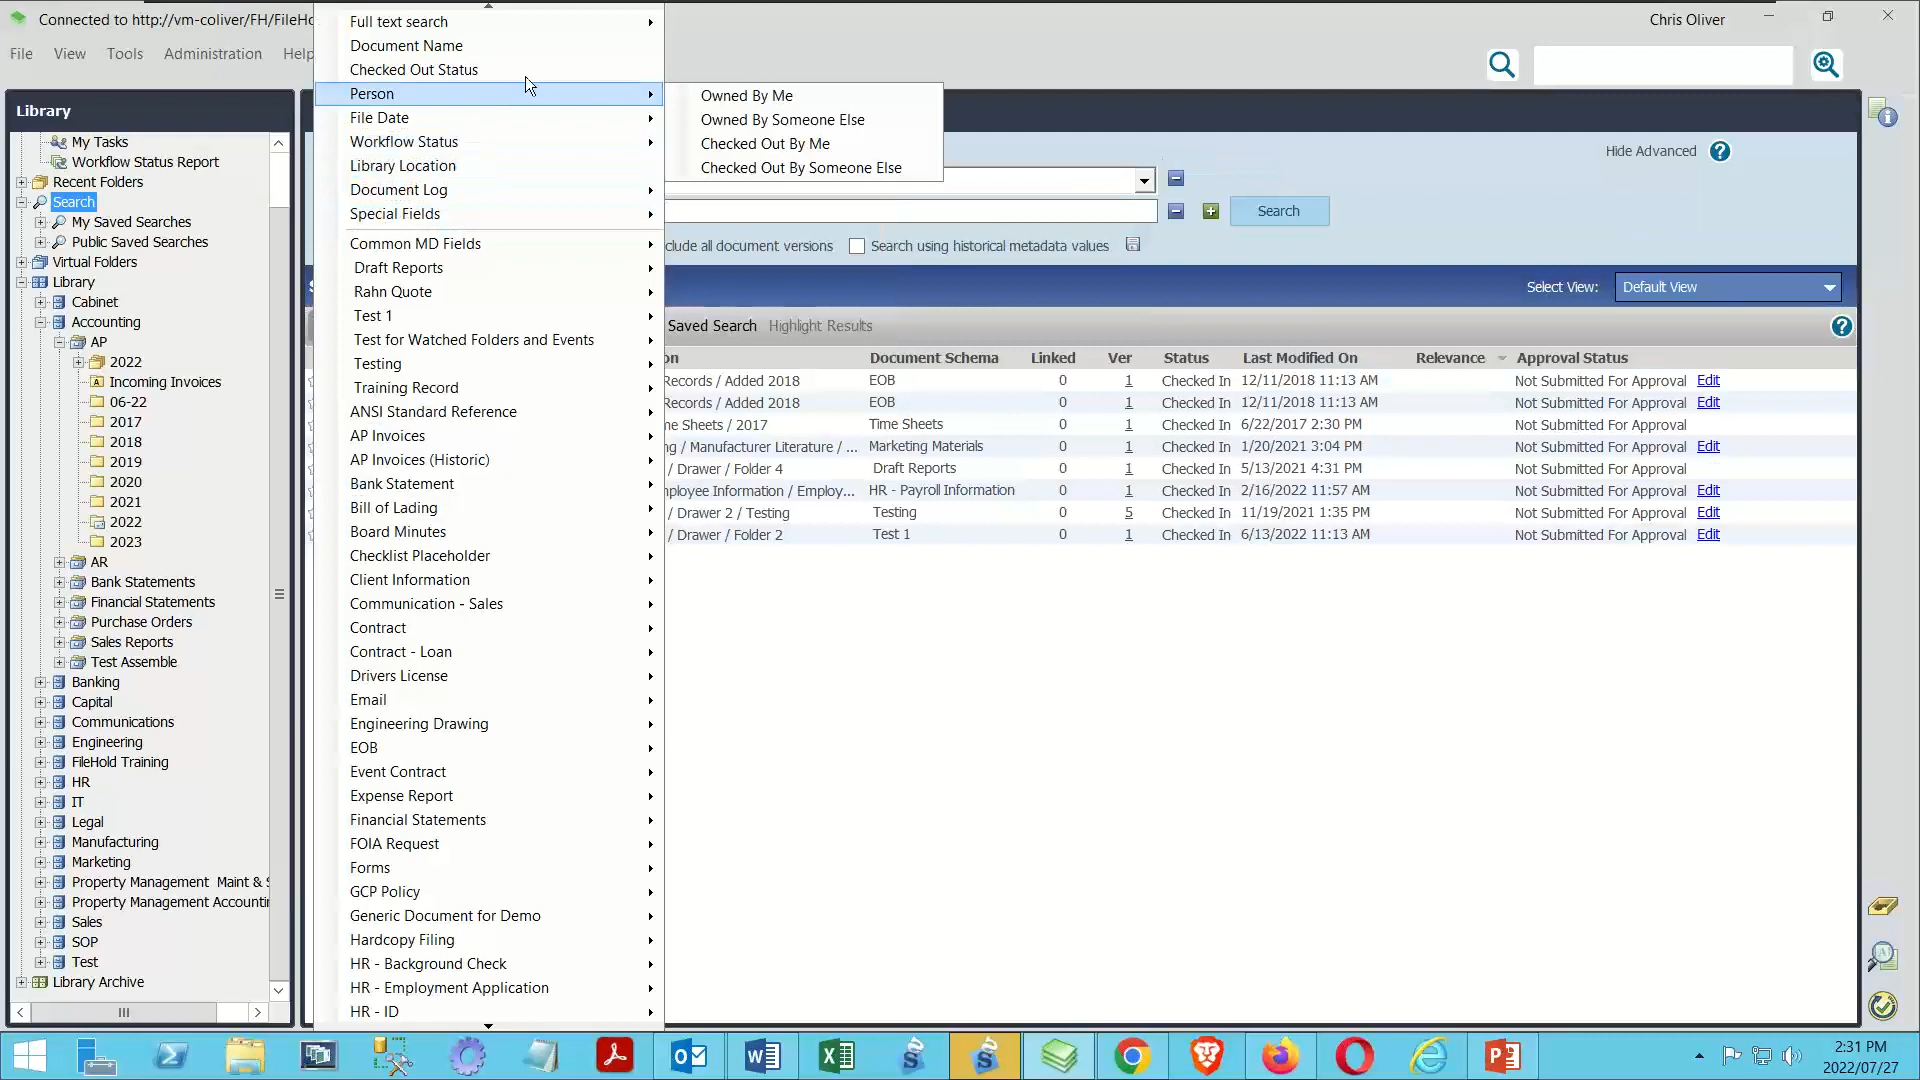 Connected to http://vm-coliver/FH/FileHo
Chris Oliver
File
View
Tools
Administration
Help
Library
My Tasks
Workflow Status Report
Recent Folders
Search
My Saved Searches
Public Saved Searches
Virtual Folders
Library
Cabinet
Accounting
AP
2022
Incoming Invoices
06-22
2017
2018
2019
2020
2021
2022
2023
AR
Bank Statements
Financial Statements
Purchase Orders
Sales Reports
Test Assemble
Banking
Capital
Communications
Engineering
FileHold Training
HR
IT
Legal
Manufacturing
Marketing
Property Management Maint &
Property Management Accounti
Sales
SOP
Test
Library Archive
Full text search
Document Name
Checked Out Status
Person
File Date
Workflow Status
Library Location
Document Log
Special Fields
Common MD Fields
Draft Reports
Rahn Quote
Test 1
Test for Watched Folders and Events
Testing
Training Record
ANSI Standard Reference
AP Invoices
AP Invoices (Historic)
Bank Statement
Bill of Lading
Board Minutes
Checklist Placeholder
Client Information
Communication - Sales
Contract
Contract - Loan
Drivers License
Email
Engineering Drawing
EOB
Event Contract
Expense Report
Financial Statements
FOIA Request
Forms
GCP Policy
Generic Document for Demo
Hardcopy Filing
HR - Background Check
HR - Employment Application
HR - ID
Owned By Me
Owned By Someone Else
Checked Out By Me
Checked Out By Someone Else
Hide Advanced
Search
clude all document versions
Search using historical metadata values
Select View:
Default View
Saved Search
Highlight Results
on Document Schema Linked Ver Status Last Modified On Relevance Approval Status
Records / Added 2018 EOB 0 1 Checked In 12/11/2018 11:13 AM Not Submitted For Approval Edit
Records / Added 2018 EOB 0 1 Checked In 12/11/2018 11:13 AM Not Submitted For Approval Edit
me Sheets / 2017 Time Sheets 0 1 Checked In 6/22/2017 2:30 PM Not Submitted For Approval
ng / Manufacturer Literature / ... Marketing Materials 0 1 Checked In 1/20/2021 3:04 PM Not Submitted For Approval Edit
/ Drawer / Folder 4 Draft Reports 0 1 Checked In 5/13/2021 4:31 PM Not Submitted For Approval
mployee Information / Employ... HR - Payroll Information 0 1 Checked In 2/16/2022 11:57 AM Not Submitted For Approval Edit
/ Drawer 2 / Testing Testing 0 5 Checked In 11/19/2021 1:35 PM Not Submitted For Approval Edit
/ Drawer / Folder 2 Test 1 0 1 Checked In 6/13/2022 11:13 AM Not Submitted For Approval Edit
2:31 PM
2022/07/27